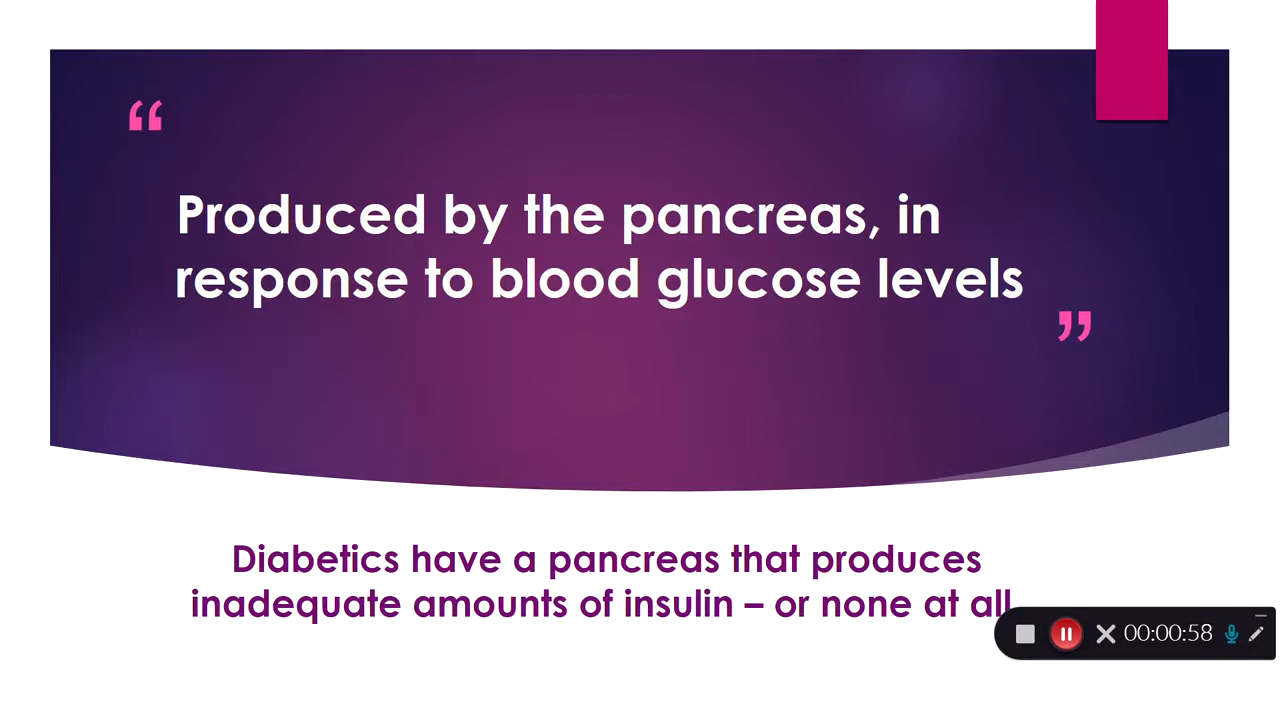 “
Produced by the pancreas, in
response to blood glucose levels
”
Diabetics have a pancreas that produces
inadequate amounts of insulin – or none at all
00:00:58